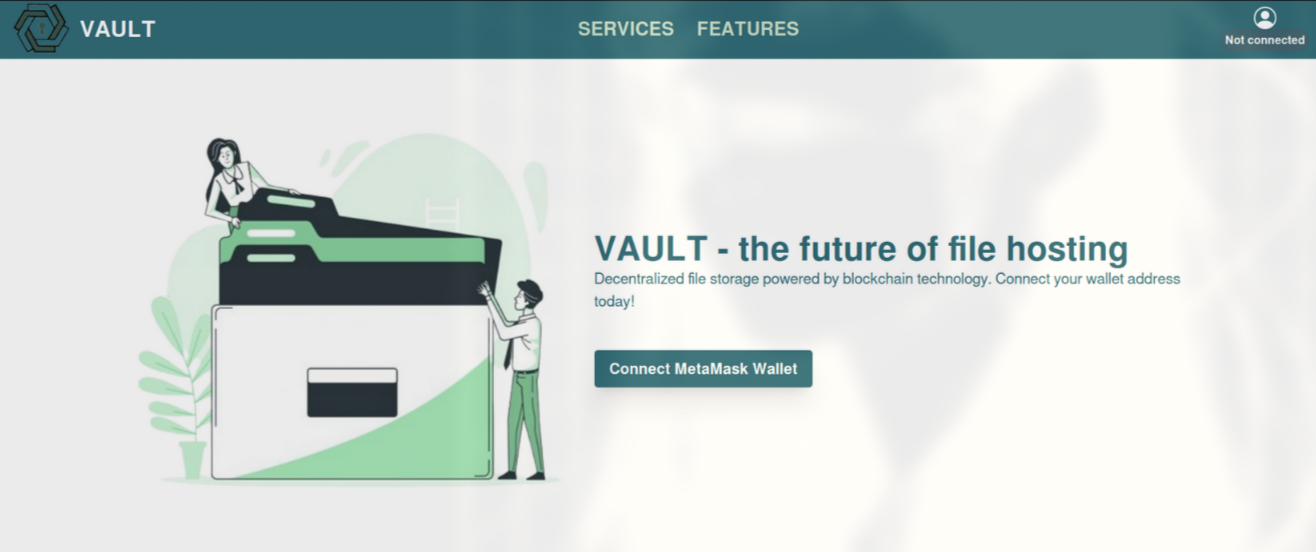 VAULT
SERVICES FEATURES
Not connected
VAULT - the future of file hosting
Decentralized file storage powered by blockchain technology. Connect your wallet address
today!
Connect MetaMask Wallet